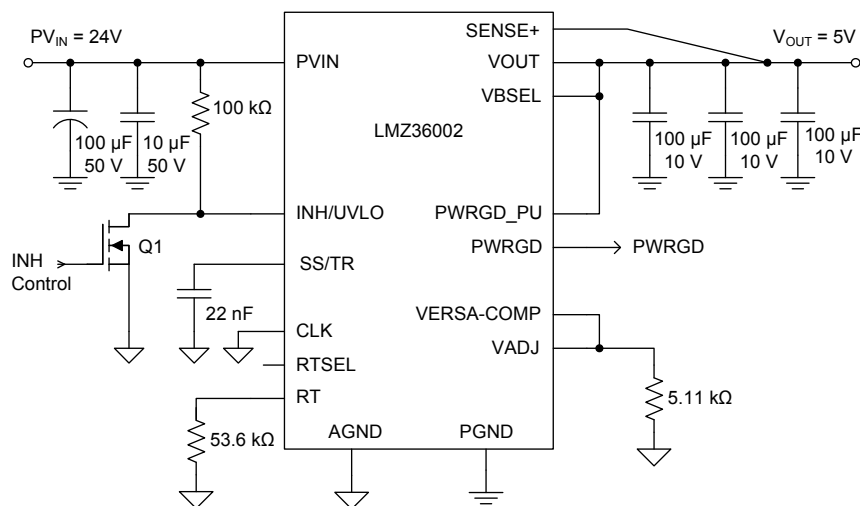 PVIN = 24V
SENSE+
VOUT = 5V
PVIN
VOUT
VBSEL
100 kΩ
LMZ36002
100 µF
50 V
10 µF
50 V
100 µF
10 V
100 µF
10 V
100 µF
10 V
INH/UVLO
PWRGD_PU
Q1
PWRGD
PWRGD
INH
Control
SS/TR
22 nF
VERSA-COMP
CLK
VADJ
RTSEL
RT
5.11 kΩ
53.6 kΩ
AGND
PGND